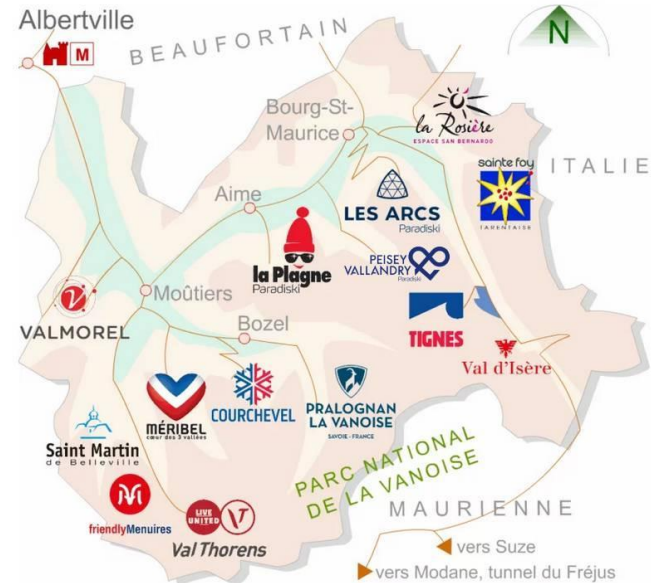 Albertville
M
BEAUFORTAIN
N
Bourg-St-
Maurice
la Rosière
ESPACE SAN BERNARDO
sainte foy
TARENTAISE
ITALIE
Aime
LES ARCS
Paradiski
la Plagne
Paradiski
PEISEY
VALLANDRY
Paradiski
Moûtiers
VALMOREL
TIGNES
Bozel
Val d'Isère
MÉRIBEL
cœur des 3 vallées
COURCHEVEL
PRALOGNAN
LA VANOISE
SAVOIE - FRANCE
Saint Martin
de Belleville
PARC NATIONAL
DE LA VANOISE
friendlyMenuires
LIVE
UNITED
Val Thorens
MAURIENNE
vers Suze
vers Modane, tunnel du Fréjus